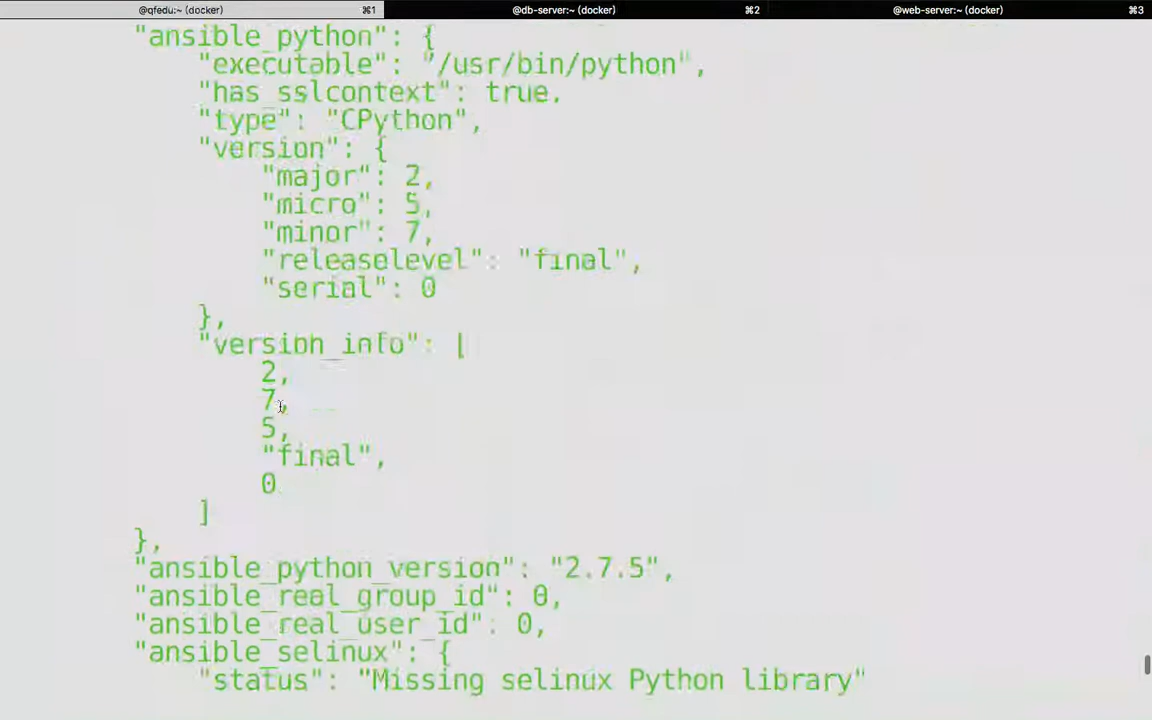 @qfedu:~ (docker) ⌘1 @db-server:~ (docker) ⌘2 @web-server:~ (docker) ⌘3
"ansible_python": {
"executable": "/usr/bin/python",
"has_sslcontext": true,
"type": "CPython",
"version": {
"major": 2,
"micro": 5,
"minor": 7,
"releaselevel": "final",
"serial": 0
},
"version_info": [
2,
7,
5,
"final",
0
]
},
"ansible_python_version": "2.7.5",
"ansible_real_group_id": 0,
"ansible_real_user_id": 0,
"ansible_selinux": {
"status": "Missing selinux Python library"